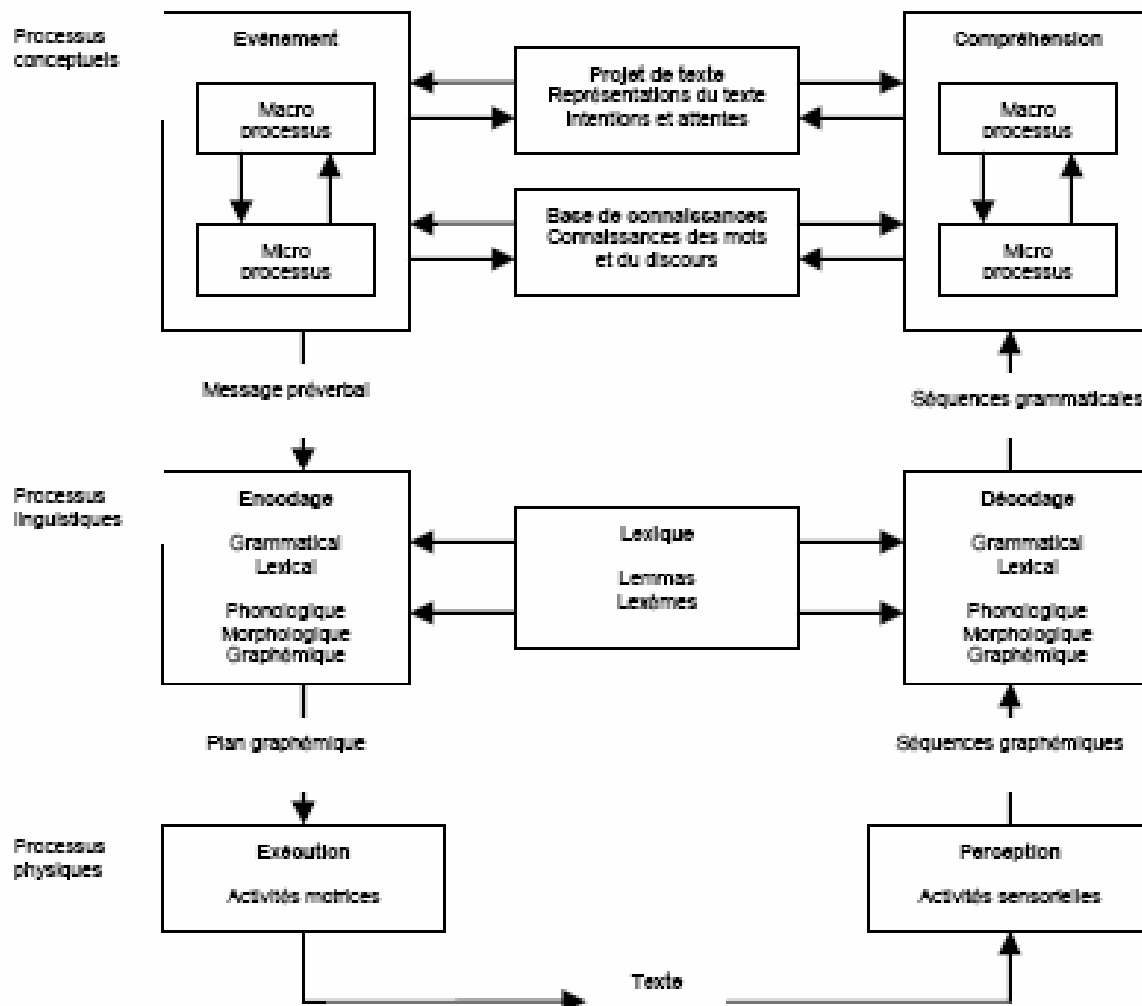 Processus
conceptuels
Evénement
Macro
processus
Micro
processus
Projet de texte
Représentations du texte
Intentions et attentes
Base de connaissances
Connaissances des mots
et du discours
Compréhension
Macro
processus
Micro
processus
Message préverbal
Séquences grammaticales
Processus
linguistiques
Encodage
Grammatical
Lexical
Phonologique
Morphologique
Graphémique
Lexique
Lemmas
Lexèmes
Décodage
Grammatical
Lexical
Phonologique
Morphologique
Graphémique
Plan graphémique
Séquences graphémiques
Processus
physiques
Exécution
Activités motrices
Perception
Activités sensorielles
Texte